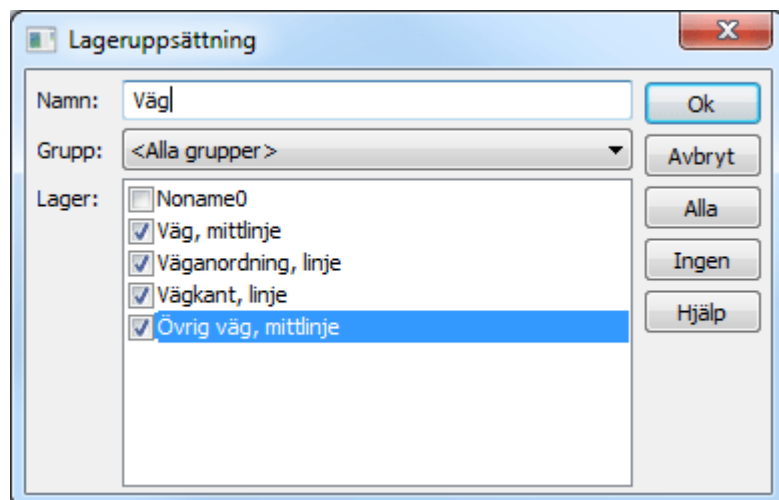 Lageruppsättning
Namn: Väg Ok
Grupp: <Alla grupper> Avbryt
Lager: Noname0 Alla
Väg, mittlinje
Väganordning, linje Ingen
Vägkant, linje Hjälp
Övrig väg, mittlinje